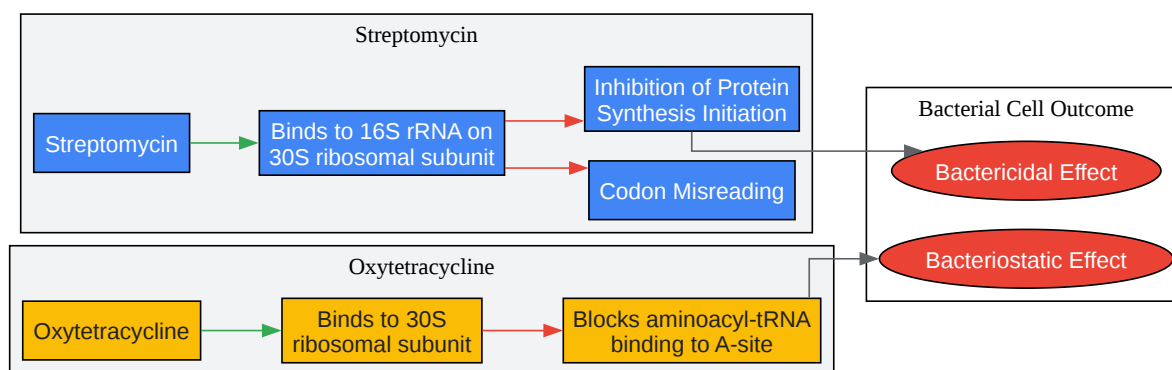 Streptomycin
Streptomycin
Binds to 16S rRNA on
30S ribosomal subunit
Inhibition of Protein
Synthesis Initiation
Codon Misreading
Bacterial Cell Outcome
Bactericidal Effect
Bacteriostatic Effect
Oxytetracycline
Oxytetracycline
Binds to 30S
ribosomal subunit
Blocks aminoacyl-tRNA
binding to A-site